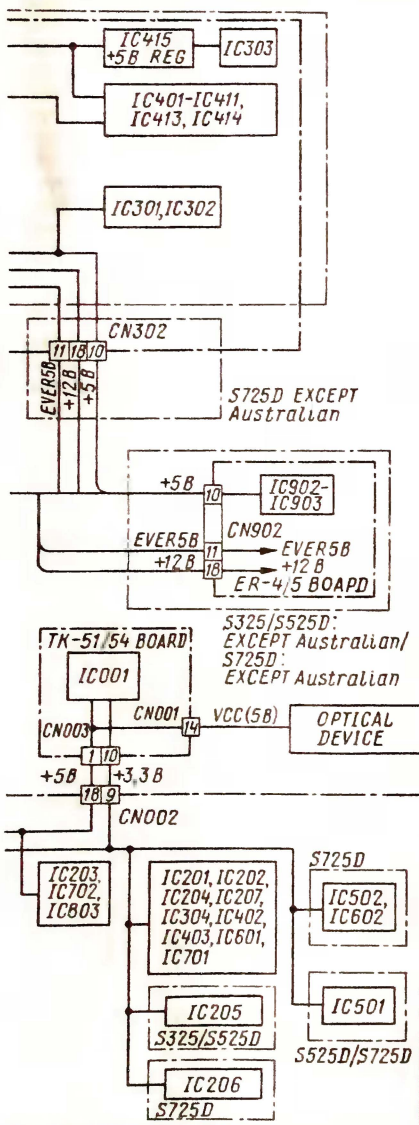 IC415
+5B REG
IC303
IC401-IC411,
IC413, IC414
IC301, IC302
CN302
11 18 10
EVER5B
+12B
+5B
S725D EXCEPT
Australian
+5B
10
IC902-
IC903
CN902
EVER5B
11
EVER5B
+12B
18
+12B
ER-4/5 BOAPD
S325/S525D:
EXCEPT Australian/
S725D:
EXCEPT Australian
TK-51/54 BOARD
IC001
CN003
CN001
14
VCC(5B)
OPTICAL
DEVICE
1 10
+5B
+3,3B
18 9
CN002
IC203,
IC702,
IC803
IC201, IC202,
IC204, IC207,
IC304, IC402,
IC403, IC601,
IC701
S725D
IC502,
IC602
IC205
S325/S525D
IC501
S525D/S725D
IC206
S725D